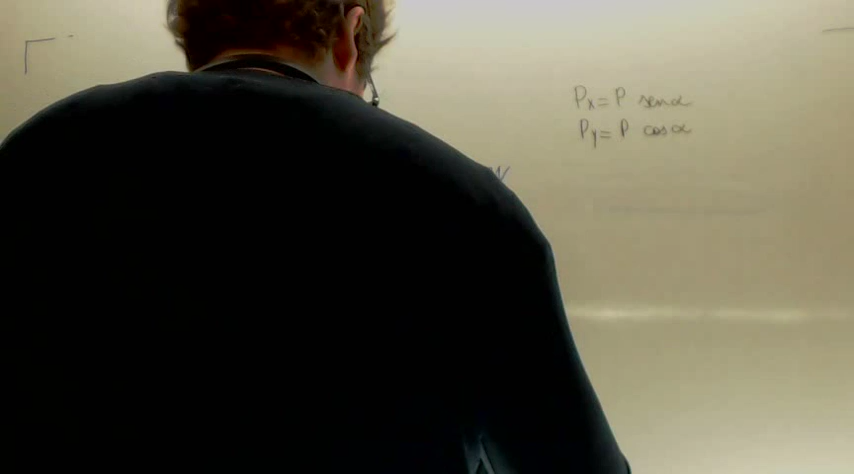 Px = P senα
Py = P cosα